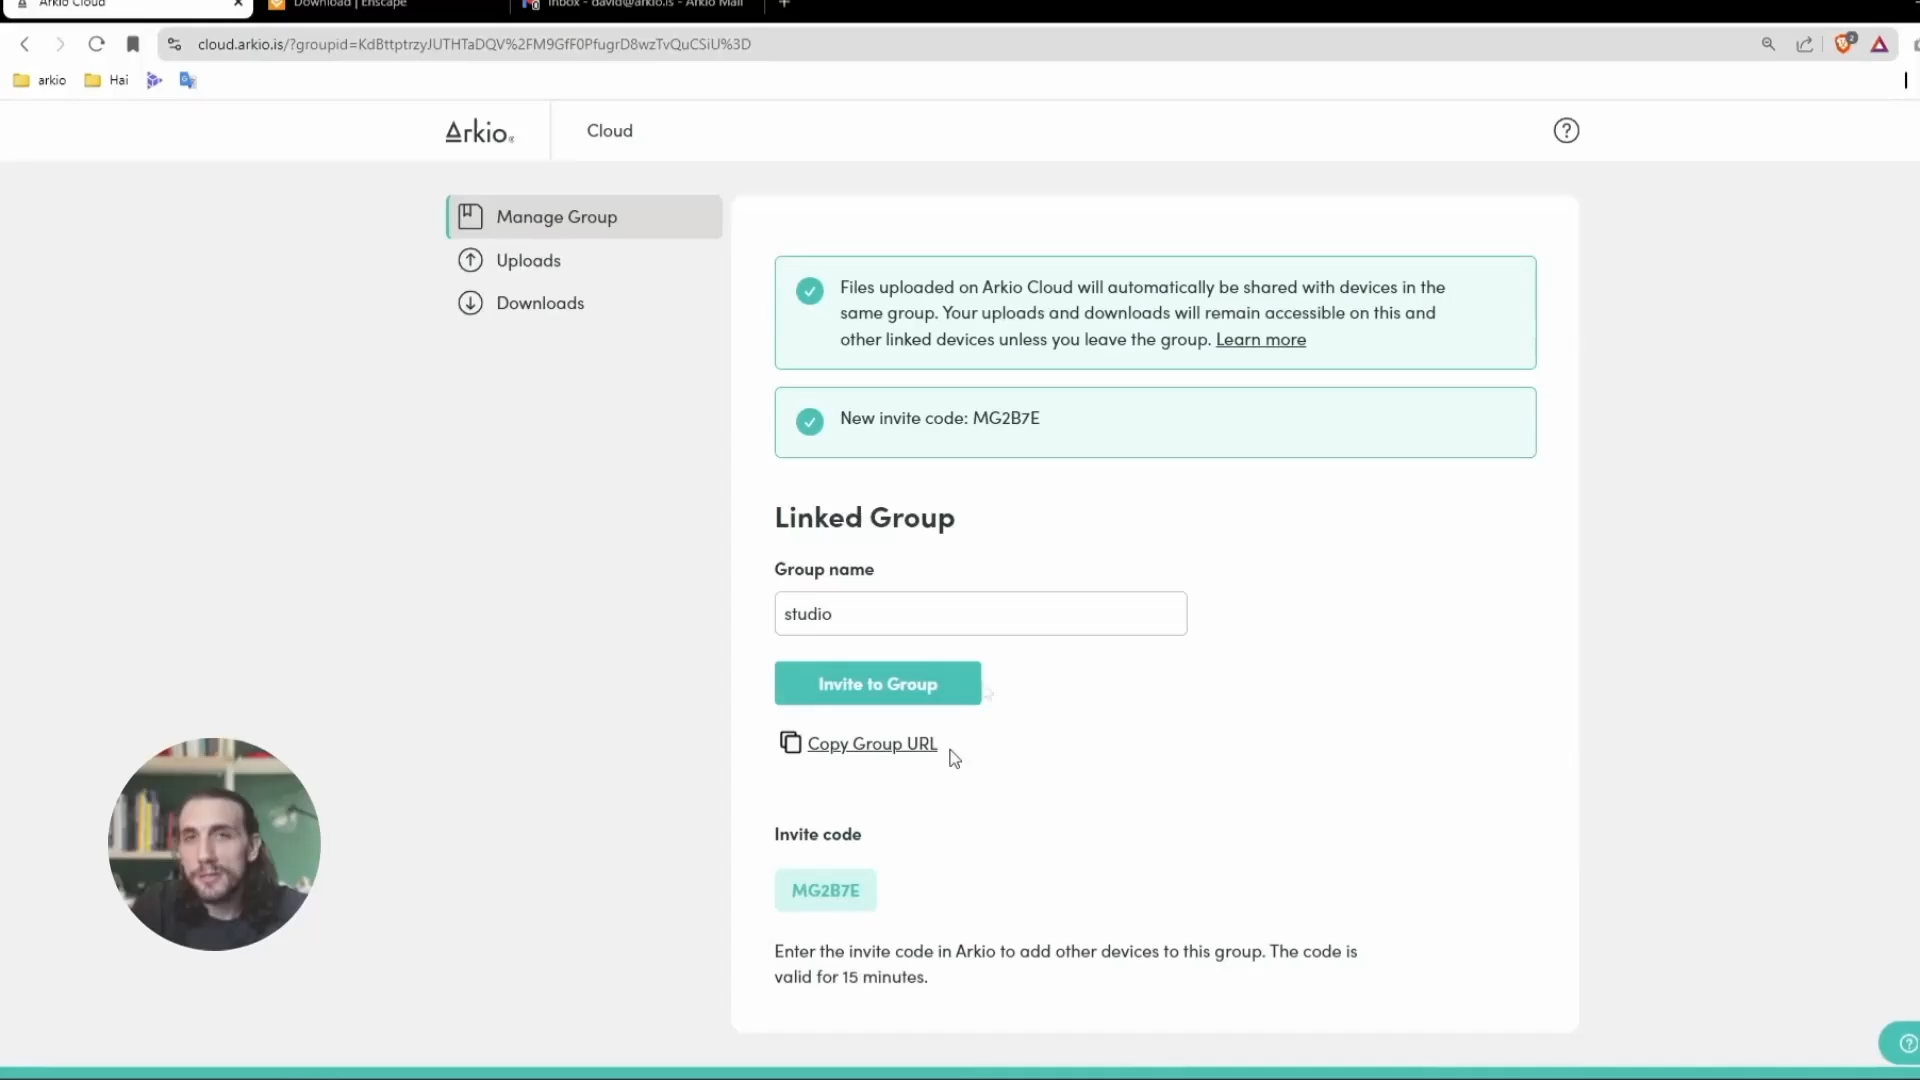 Arkio Cloud
Download | Enscape
Inbox - david@arkio.is - Arkio Mail
cloud.arkio.is/?groupid=KdBttptrzyJUTHTaDQV%2FM9GfF0PfugrD8wzTvQuCSiU%3D
2
arkio
Hai
Arkio
Cloud
Manage Group
Uploads
Downloads
Files uploaded on Arkio Cloud will automatically be shared with devices in the
same group. Your uploads and downloads will remain accessible on this and
other linked devices unless you leave the group. Learn more
New invite code: MG2B7E
Linked Group
Group name
studio
Invite to Group
Copy Group URL
Invite code
MG2B7E
Enter the invite code in Arkio to add other devices to this group. The code is
valid for 15 minutes.